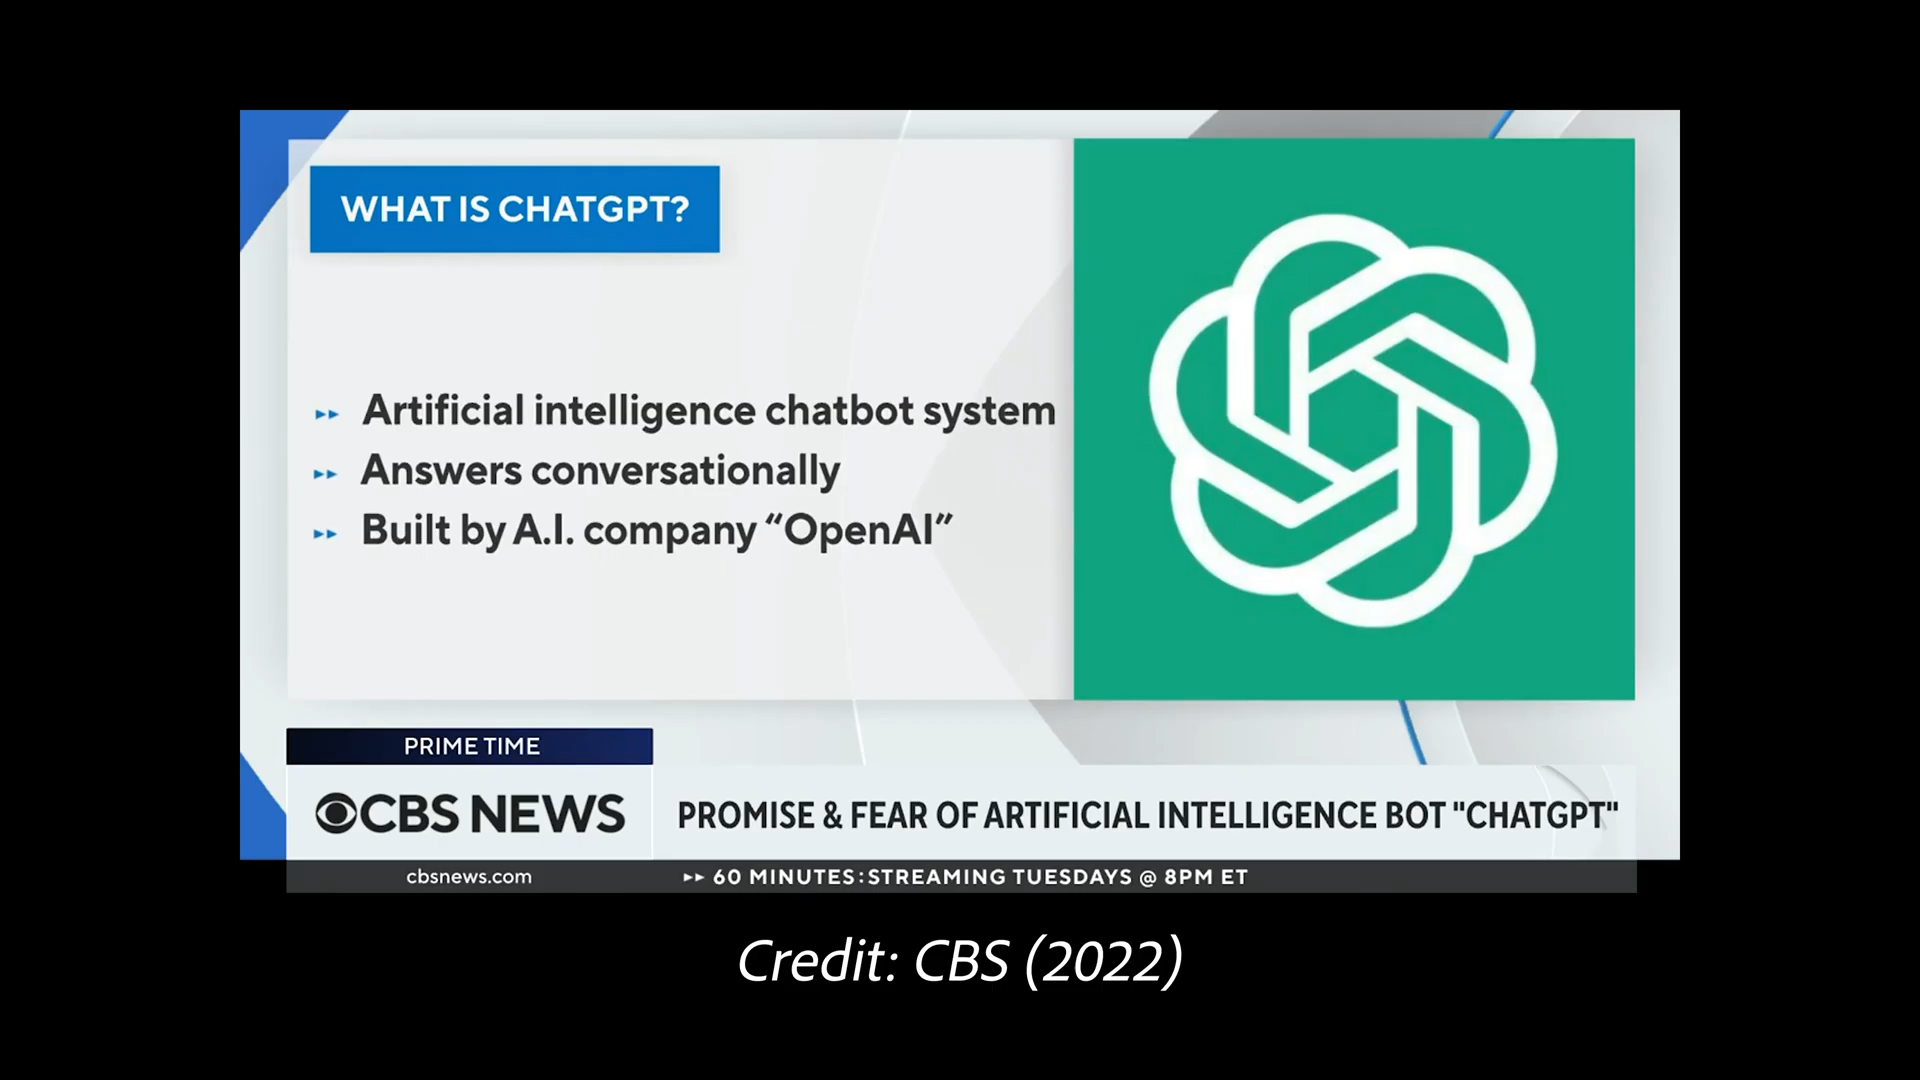 WHAT IS CHATGPT?
Artificial intelligence chatbot system
Answers conversationally
Built by A.I. company “OpenAI”
PRIME TIME
CBS NEWS
PROMISE & FEAR OF ARTIFICIAL INTELLIGENCE BOT "CHATGPT"
cbsnews.com
60 MINUTES: STREAMING TUESDAYS @ 8PM ET
Credit: CBS (2022)